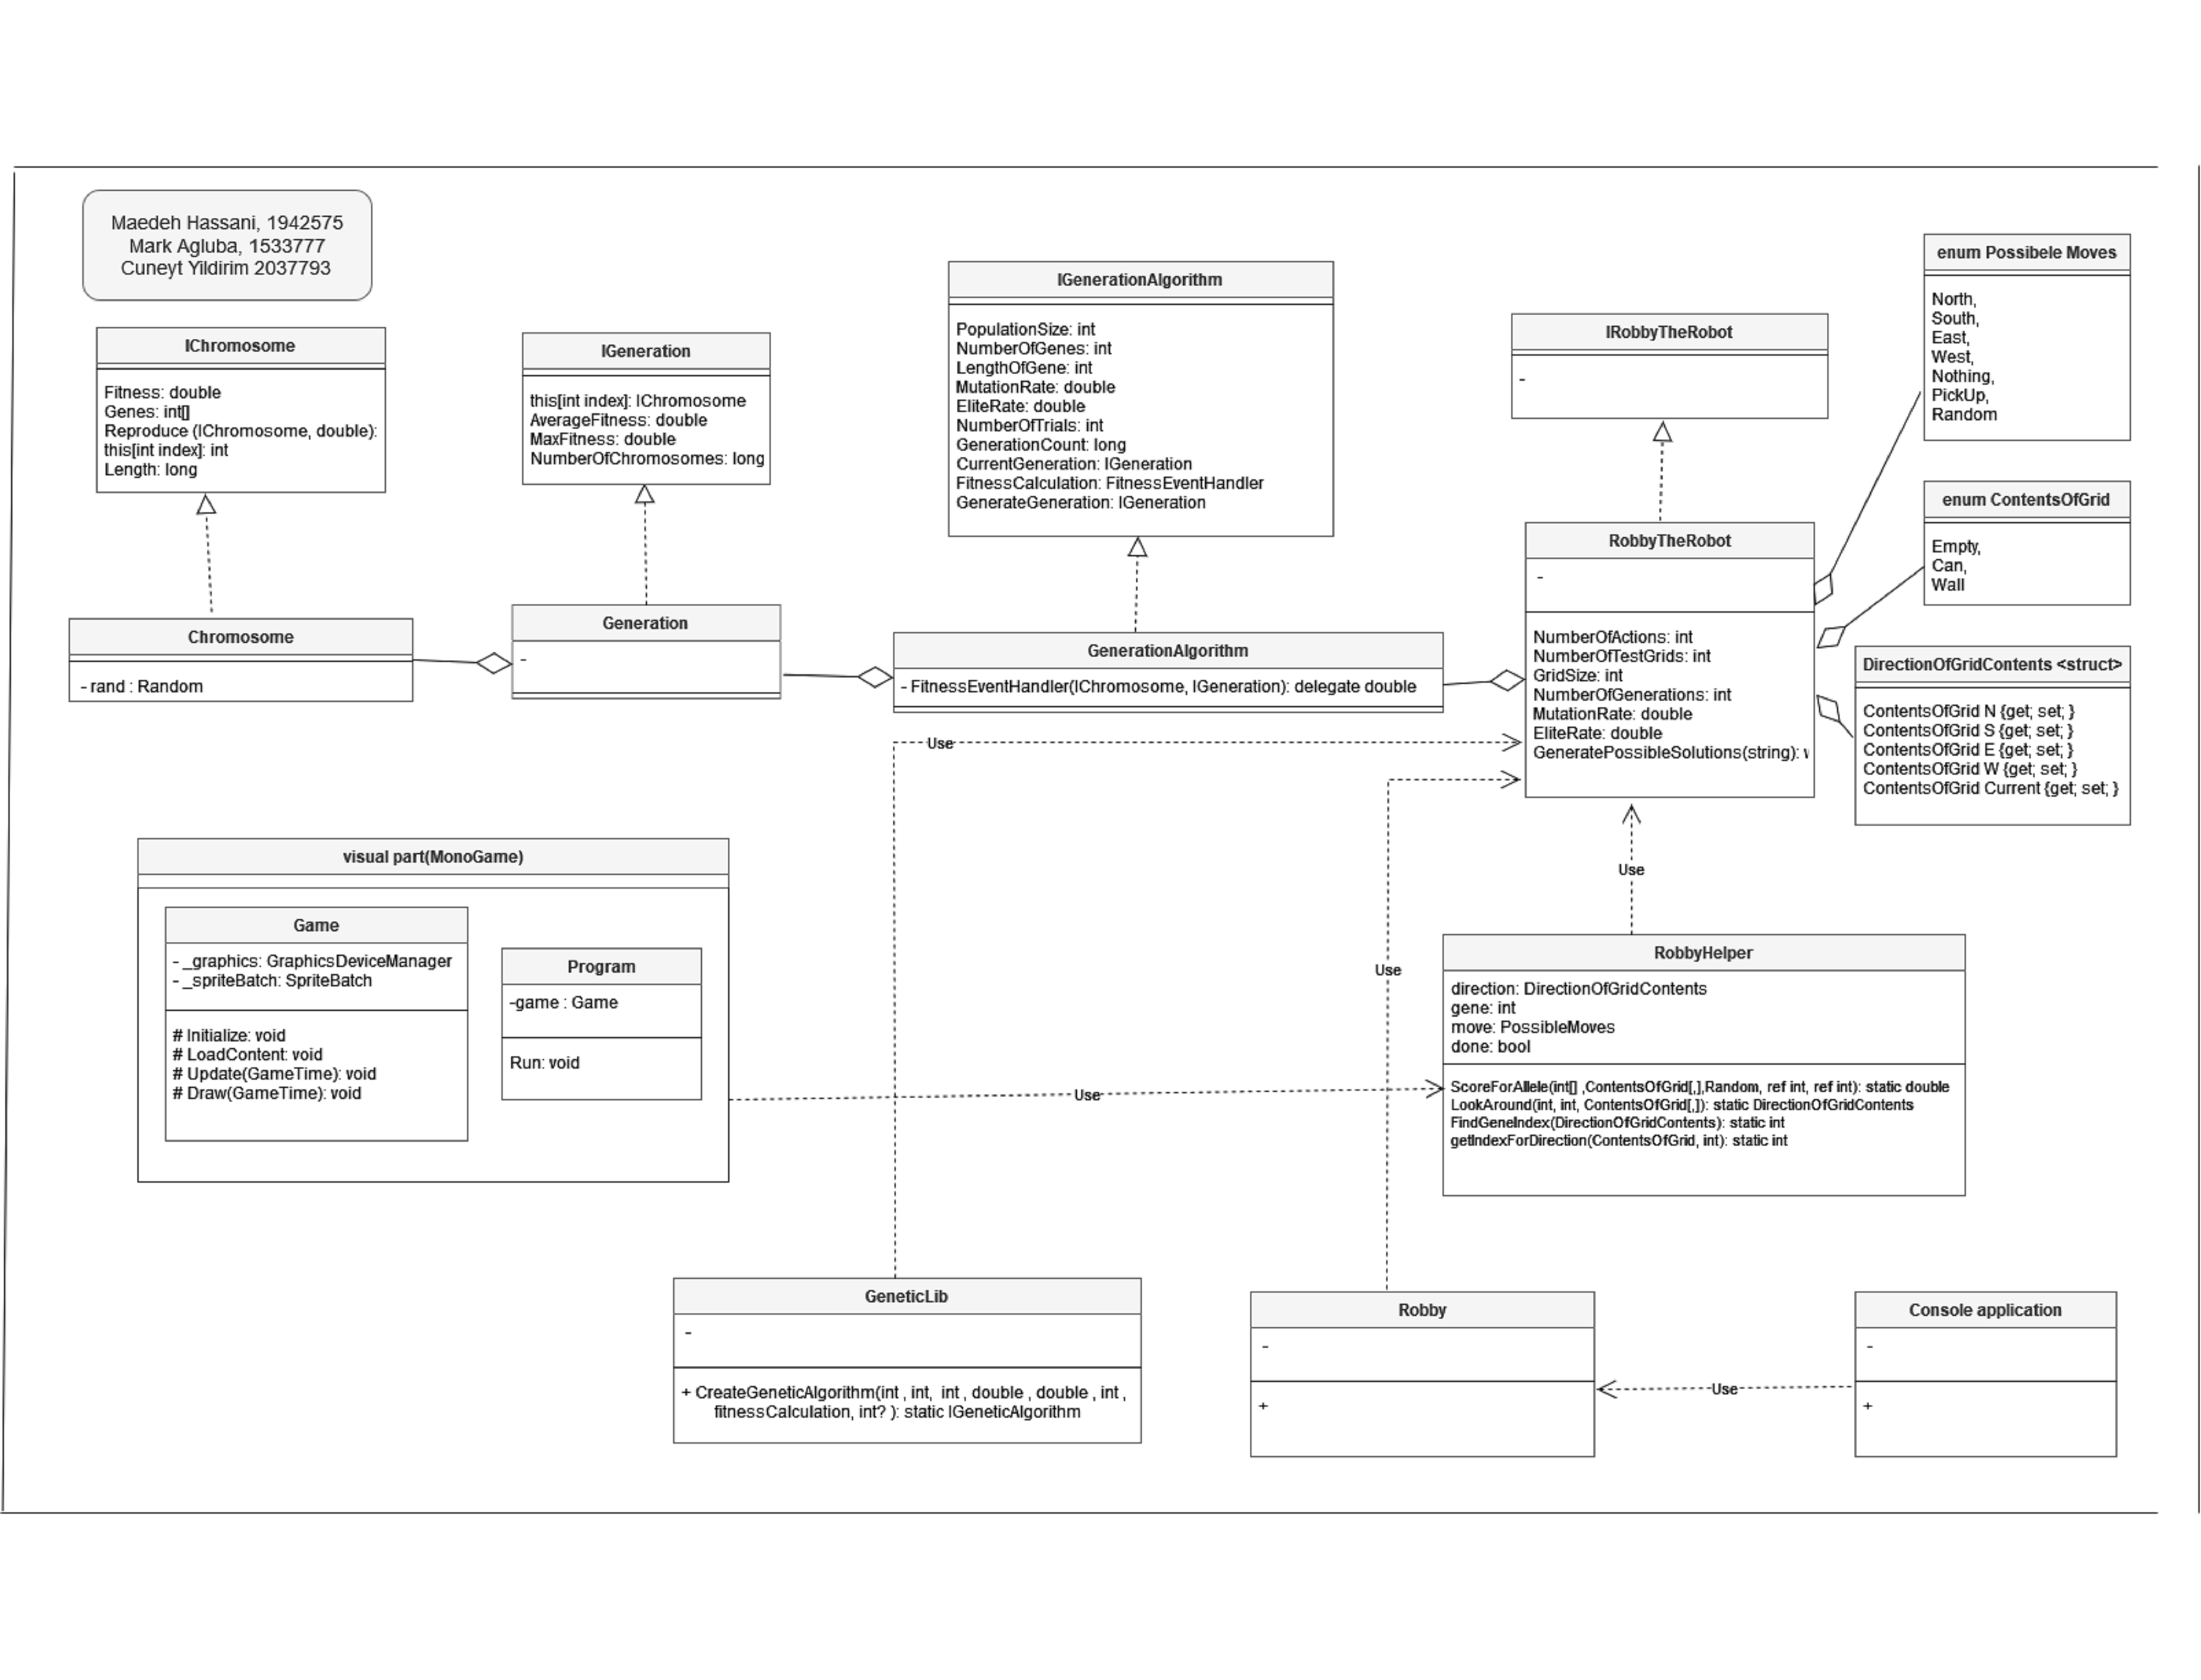 Maedeh Hassani, 1942575
Mark Agluba, 1533777
Cuneyt Yildirim 2037793
IChromosome
Fitness: double
Genes: int[]
Reproduce (IChromosome, double):
this[int index]: int
Length: long
IGeneration
this[int index]: IChromosome
AverageFitness: double
MaxFitness: double
NumberOfChromosomes: long
IGenerationAlgorithm
PopulationSize: int
NumberOfGenes: int
LengthOfGene: int
MutationRate: double
EliteRate: double
NumberOfTrials: int
GenerationCount: long
CurrentGeneration: IGeneration
FitnessCalculation: FitnessEventHandler
GenerateGeneration: IGeneration
IRobbyTheRobot
-
enum Possibele Moves
North,
South,
East,
West,
Nothing,
PickUp,
Random
enum ContentsOfGrid
Empty,
Can,
Wall
DirectionOfGridContents <struct>
ContentsOfGrid N {get; set; }
ContentsOfGrid S {get; set; }
ContentsOfGrid E {get; set; }
ContentsOfGrid W {get; set; }
ContentsOfGrid Current {get; set; }
Chromosome
- rand : Random
Generation
-
GenerationAlgorithm
- FitnessEventHandler(IChromosome, IGeneration): delegate double
RobbyTheRobot
-
NumberOfActions: int
NumberOfTestGrids: int
GridSize: int
NumberOfGenerations: int
MutationRate: double
EliteRate: double
GeneratePossibleSolutions(string):
Use
Use
Use
Use
visual part(MonoGame)
Game
- _graphics: GraphicsDeviceManager
- _spriteBatch: SpriteBatch
# Initialize: void
# LoadContent: void
# Update(GameTime): void
# Draw(GameTime): void
Program
-game : Game
Run: void
RobbyHelper
direction: DirectionOfGridContents
gene: int
move: PossibleMoves
done: bool
ScoreForAllele(int[] ,ContentsOfGrid[,],Random, ref int, ref int): static double
LookAround(int, int, ContentsOfGrid[,]): static DirectionOfGridContents
FindGeneIndex(DirectionOfGridContents): static int
getIndexForDirection(ContentsOfGrid, int): static int
GeneticLib
-
+ CreateGeneticAlgorithm(int , int, int , double , double , int ,
fitnessCalculation, int? ): static IGeneticAlgorithm
Robby
-
+
Use
Console application
-
+